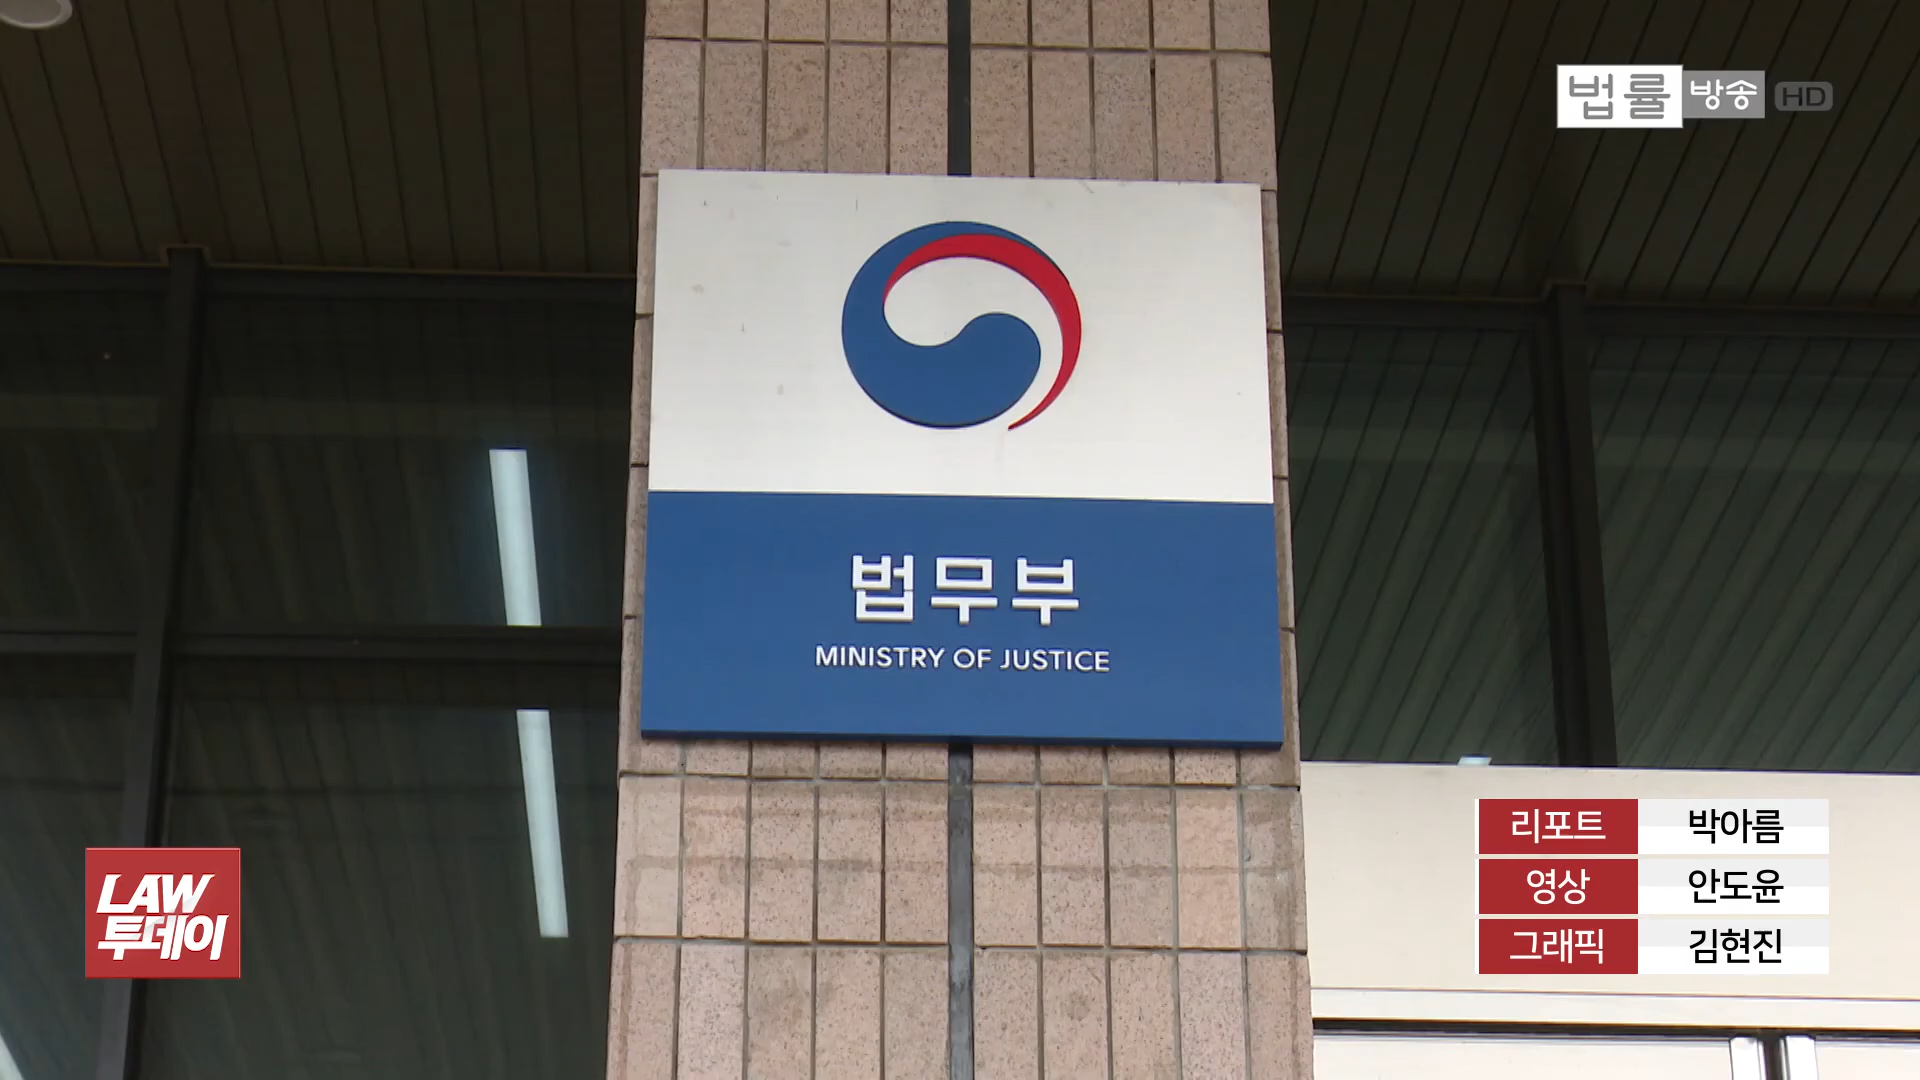 법률방송 HD
법무부
MINISTRY OF JUSTICE
LAW
투데이
리포트 박아름
영상 안도윤
그래픽 김현진